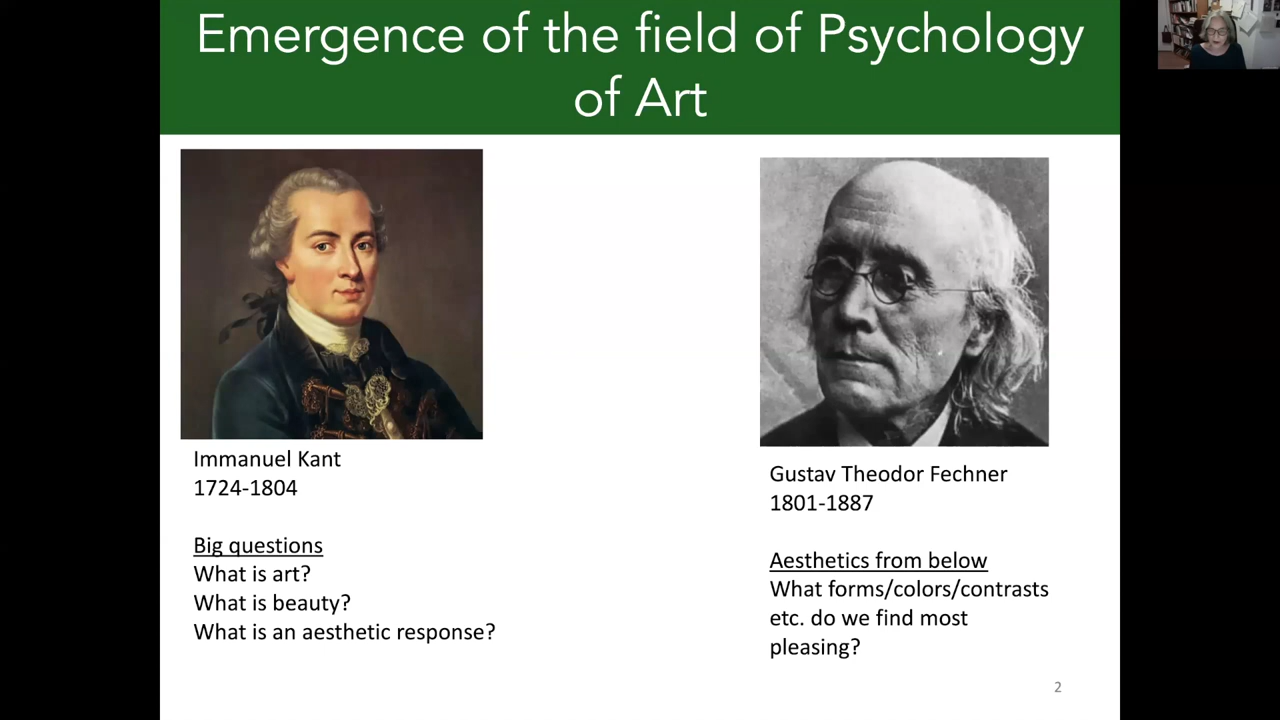 Emergence of the field of Psychology
of Art
Immanuel Kant
1724-1804
Big questions
What is art?
What is beauty?
What is an aesthetic response?
Gustav Theodor Fechner
1801-1887
Aesthetics from below
What forms/colors/contrasts
etc. do we find most
pleasing?
2